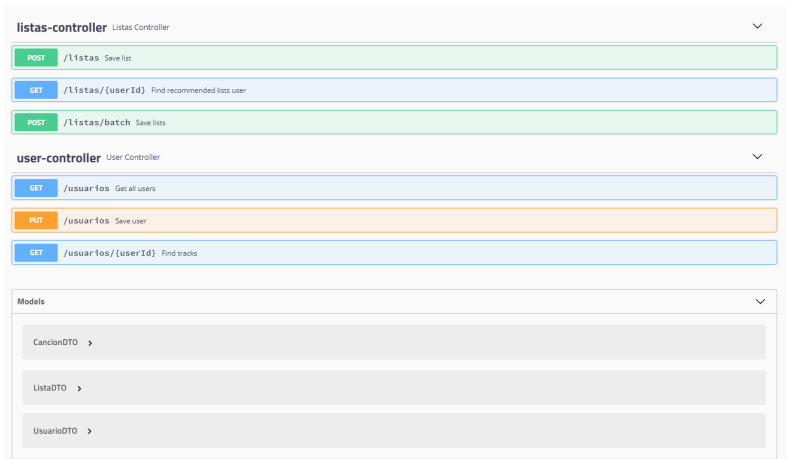 listas-controller Listas Controller
POST /listas Save list
GET /listas/{userId} Find recommended lists user
POST /listas/batch Save lists
user-controller User Controller
GET /usuarios Get all users
PUT /usuarios Save user
GET /usuarios/{userId} Find tracks
Models
CancionDTO
ListaDTO
UsuarioDTO